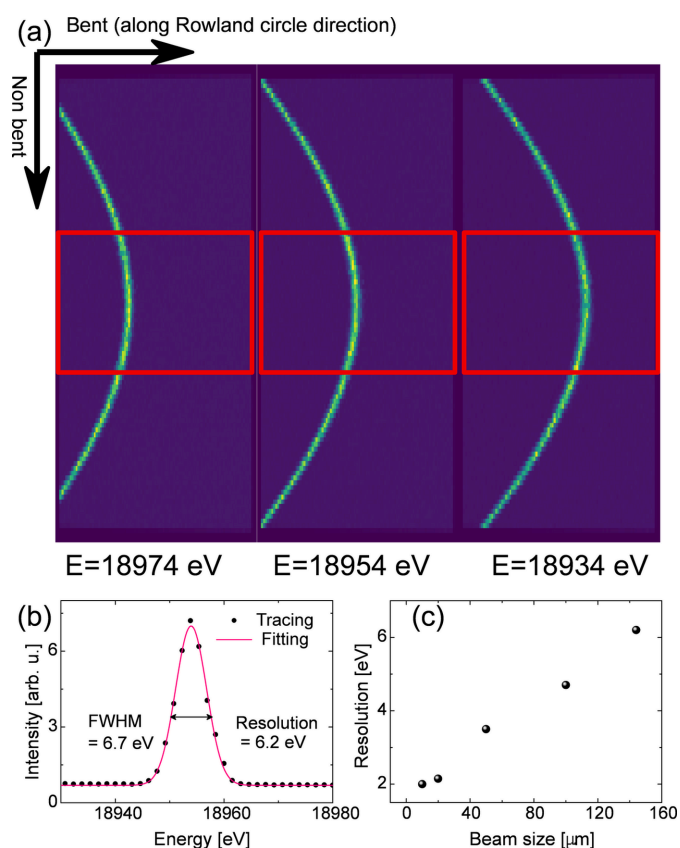 (a)
Bent (along Rowland circle direction)
Non bent
E=18974 eV
E=18954 eV
E=18934 eV
(b)
Intensity [arb. u.]
7
3
0
Tracing
Fitting
FWHM
= 6.7 eV
Resolution
= 6.2 eV
18940
18960
18980
Energy [eV]
(c)
Resolution [eV]
6
4
2
0
40
80
120
160
Beam size [μm]